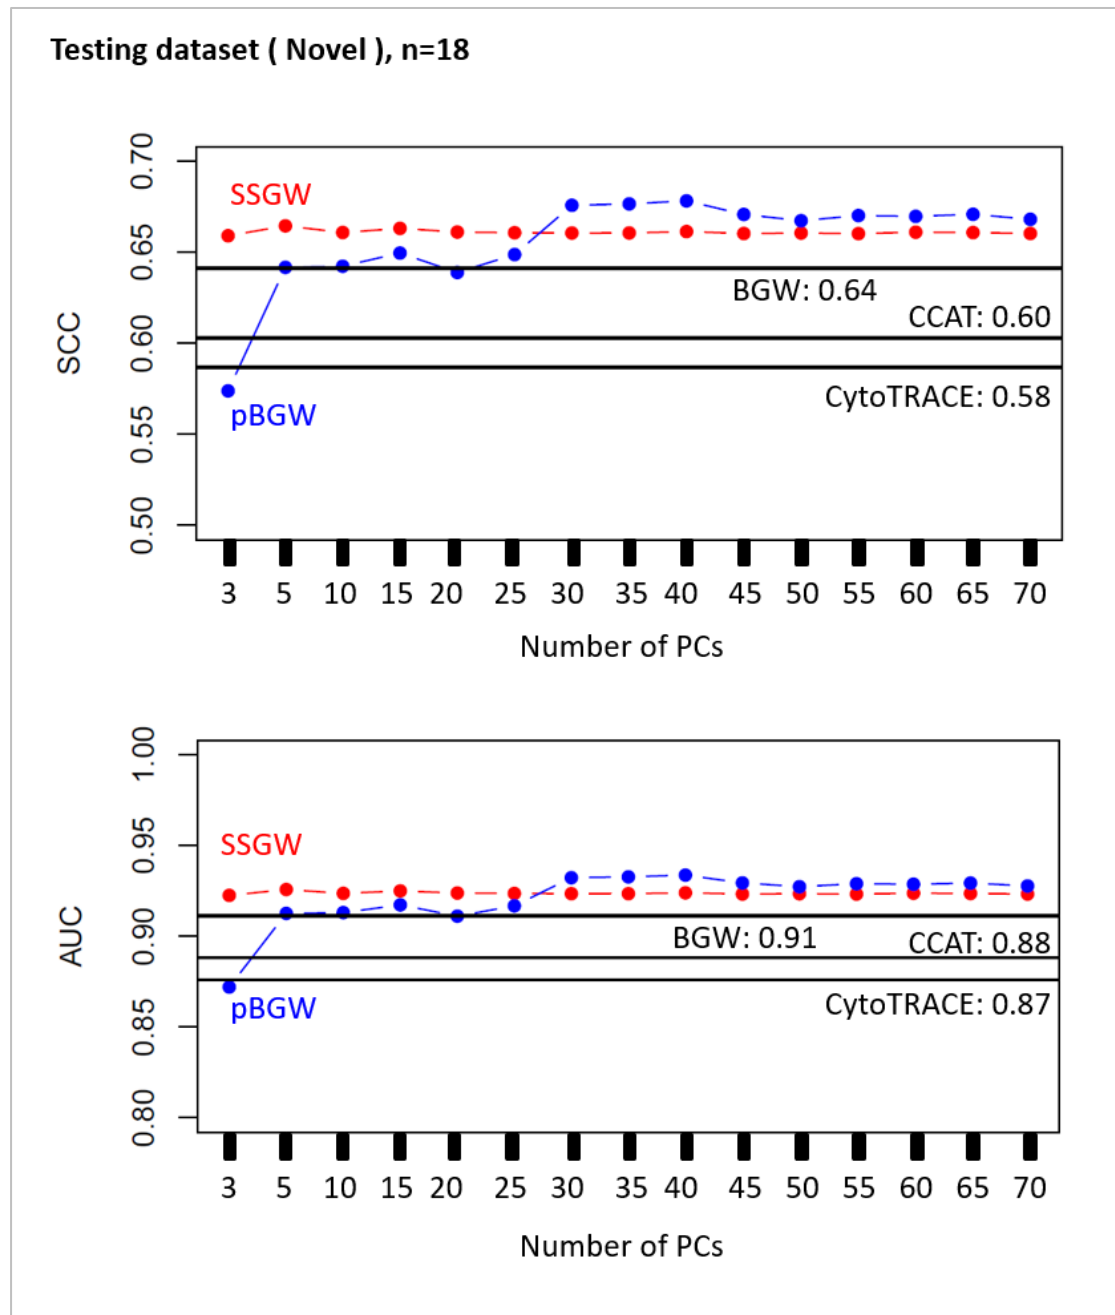 Testing dataset ( Novel ), n=18
0.70
SSGW
0.65
BGW: 0.64
CCAT: 0.60
0.60
SCC
CytoTRACE: 0.58
pBGW
0.55
0.50
3 5 10 15 20 25 30 35 40 45 50 55 60 65 70
Number of PCs
1.00
SSGW
0.95
BGW: 0.91
CCAT: 0.88
0.90
AUC
CytoTRACE: 0.87
pBGW
0.85
0.80
3 5 10 15 20 25 30 35 40 45 50 55 60 65 70
Number of PCs